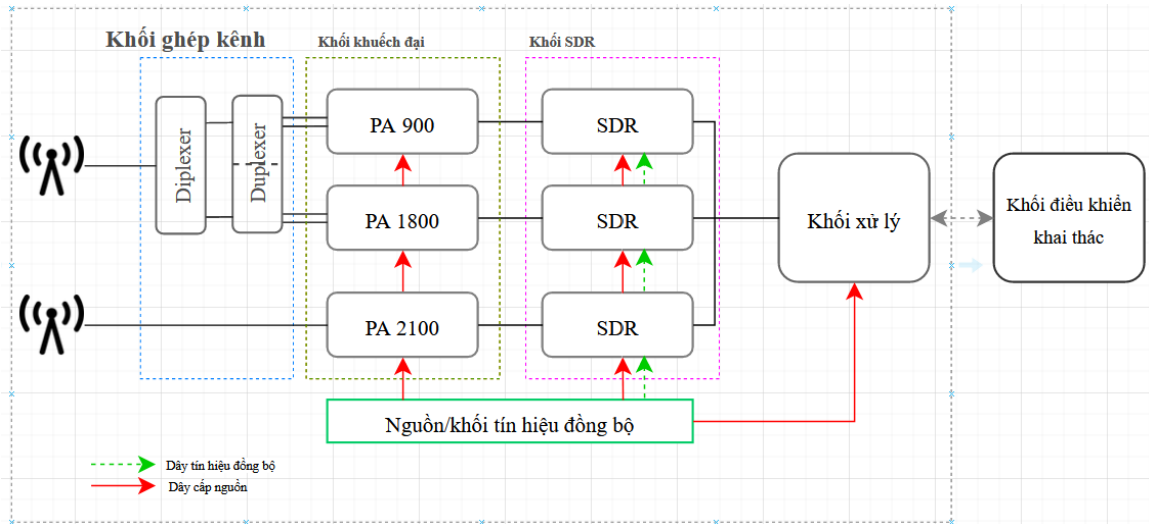 Khối ghép kênh
Khối khuếch đại
Khối SDR
Diplexer
Duplexer
PA 900
SDR
PA 1800
SDR
Khối xử lý
Khối điều khiển
khai thác
PA 2100
SDR
Nguồn/khối tín hiệu đồng bộ
Dây tín hiệu đồng bộ
Dây cấp nguồn